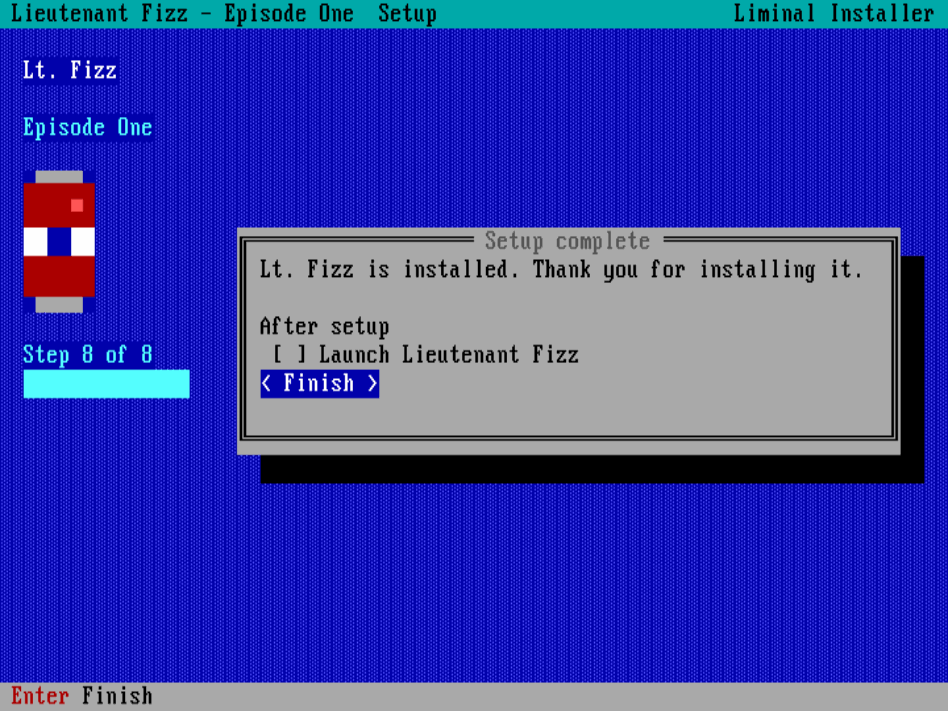 Lieutenant Fizz - Episode One  Setup Liminal Installer
Lt. Fizz
Episode One
Setup complete
Lt. Fizz is installed. Thank you for installing it.
After setup
[ ] Launch Lieutenant Fizz
Step 8 of 8
< Finish >
Enter Finish